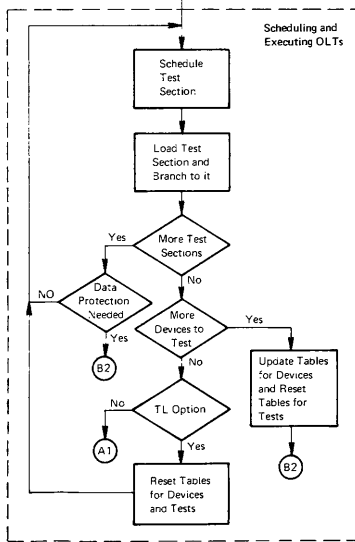 Scheduling and
Executing OLTs
Schedule
Test
Section
Load Test
Section and
Branch to it
Yes
More Test
Sections
No
NO
Data
Protection
Needed
More
Devices to
Test
Yes
Yes
B2
No
Update Tables
for Devices
and Reset
Tables for
Tests
No
TL Option
A1
Yes
B2
Reset Tables
for Devices
and Tests